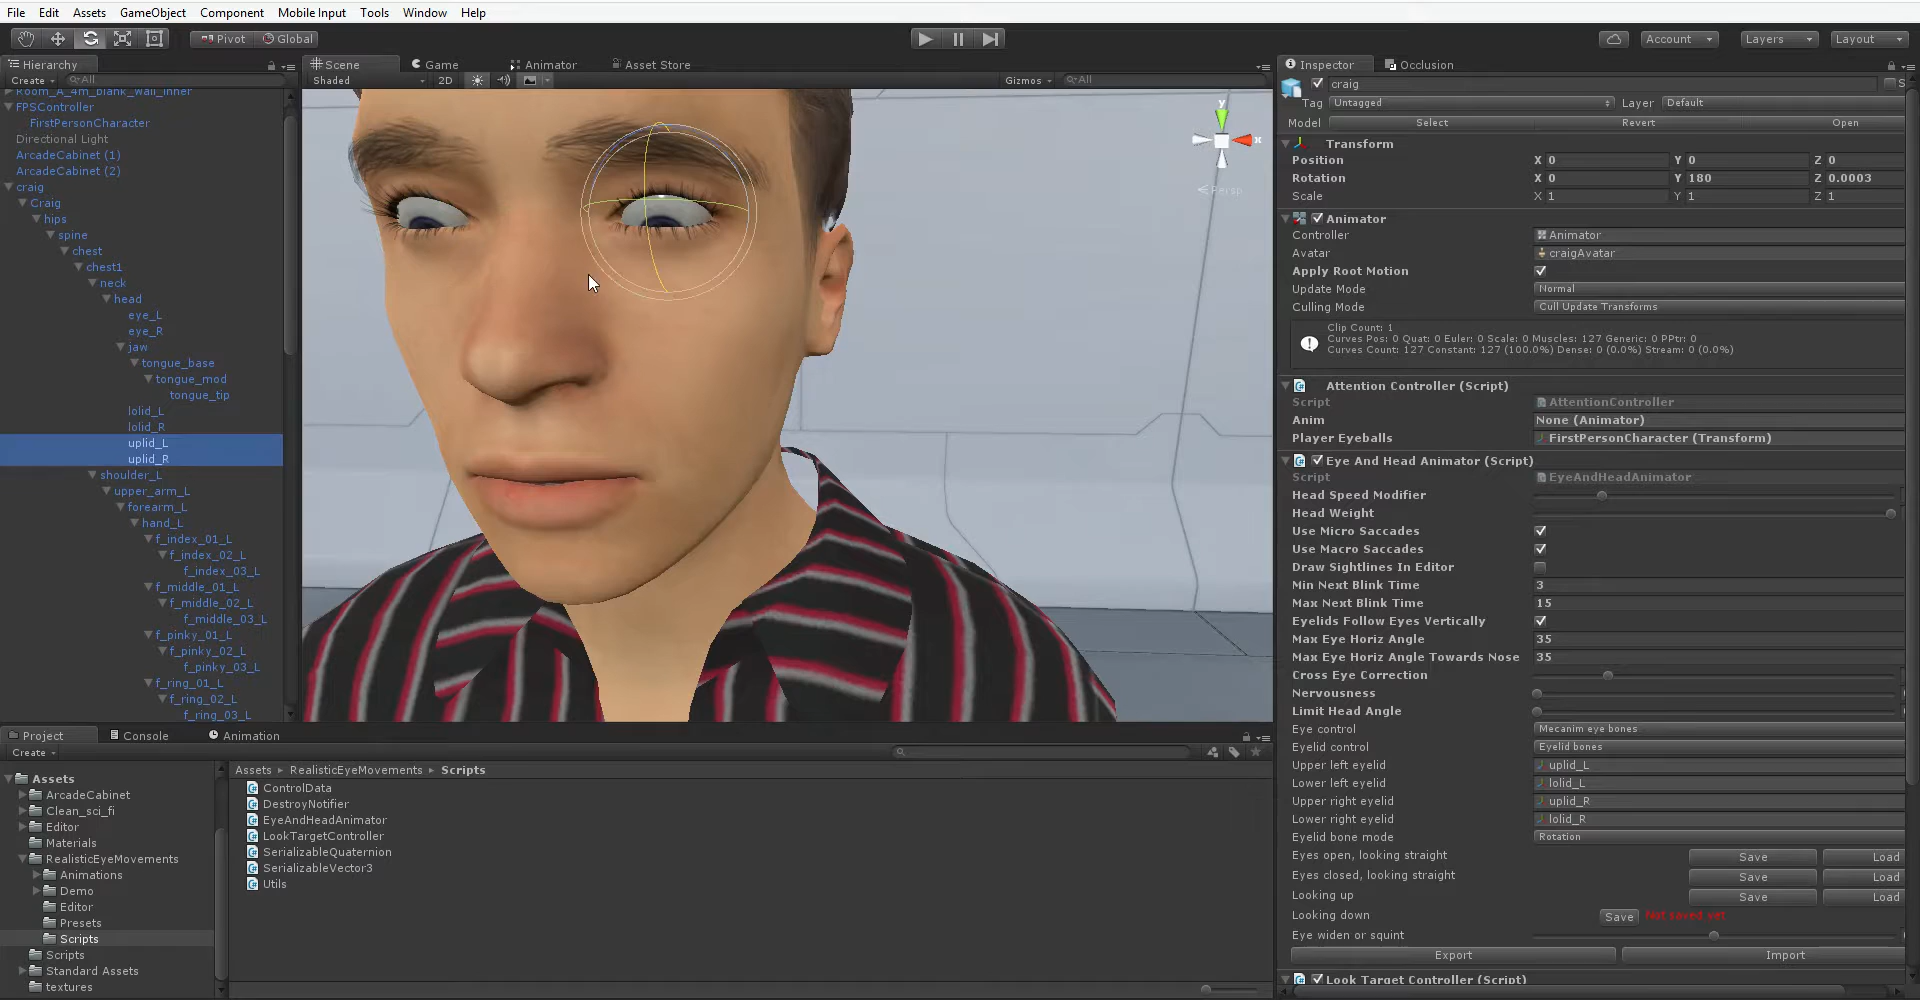 File Edit Assets GameObject Component Mobile Input Tools Window Help
Pivot Global Account Layers Layout
Hierarchy
Create All
Room_A_4m_blank_Wall_Inner
FPSController
FirstPersonCharacter
Directional Light
ArcadeCabinet (1)
ArcadeCabinet (2)
craig
Craig
hips
spine
chest
chest1
neck
head
eye_L
eye_R
jaw
tongue_base
tongue_mod
tongue_tip
lolid_L
lolid_R
uplid_L
uplid_R
shoulder_L
upper_arm_L
forearm_L
hand_L
f_index_01_L
f_index_02_L
f_index_03_L
f_middle_01_L
f_middle_02_L
f_middle_03_L
f_pinky_01_L
f_pinky_02_L
f_pinky_03_L
f_ring_01_L
f_ring_02_L
f_ring_03_L
Scene Game Animator Asset Store
Shaded 2D Gizmos All
y
x
Persp
Inspector Occlusion
craig S
Tag Untagged Layer Default
Model Select Revert Open
Transform
Position X 0 Y 0 Z 0
Rotation X 0 Y 180 Z 0.0003
Scale X 1 Y 1 Z 1
Animator
Controller Animator
Avatar craigAvatar
Apply Root Motion
Update Mode Normal
Culling Mode Cull Update Transforms
Clip Count: 1
Curves Pos: 0 Quat: 0 Euler: 0 Scale: 0 Muscles: 127 Generic: 0 PPtr: 0
Curves Count: 127 Constant: 127 (100.0%) Dense: 0 (0.0%) Stream: 0 (0.0%)
Attention Controller (Script)
Script AttentionController
Anim None (Animator)
Player Eyeballs FirstPersonCharacter (Transform)
Eye And Head Animator (Script)
Script EyeAndHeadAnimator
Head Speed Modifier
Head Weight
Use Micro Saccades
Use Macro Saccades
Draw Sightlines In Editor
Min Next Blink Time 3
Max Next Blink Time 15
Eyelids Follow Eyes Vertically
Max Eye Horiz Angle 35
Max Eye Horiz Angle Towards Nose 35
Cross Eye Correction
Nervousness
Limit Head Angle
Eye control Mecanim eye bones
Eyelid control Eyelid bones
Upper left eyelid uplid_L
Lower left eyelid lolid_L
Upper right eyelid uplid_R
Lower right eyelid lolid_R
Eyelid bone mode Rotation
Eyes open, looking straight Save Load
Eyes closed, looking straight Save Load
Looking up Save Load
Looking down Save Not saved yet
Eye widen or squint
Export Import
Look Target Controller (Script)
Project Console Animation
Create
Assets
ArcadeCabinet
Clean_sci_fi
Editor
Materials
RealisticEyeMovements
Animations
Demo
Editor
Presets
Scripts
Scripts
Standard Assets
textures
Assets RealisticEyeMovements Scripts
ControlData
DestroyNotifier
EyeAndHeadAnimator
LookTargetController
SerializableQuaternion
SerializableVector3
Utils